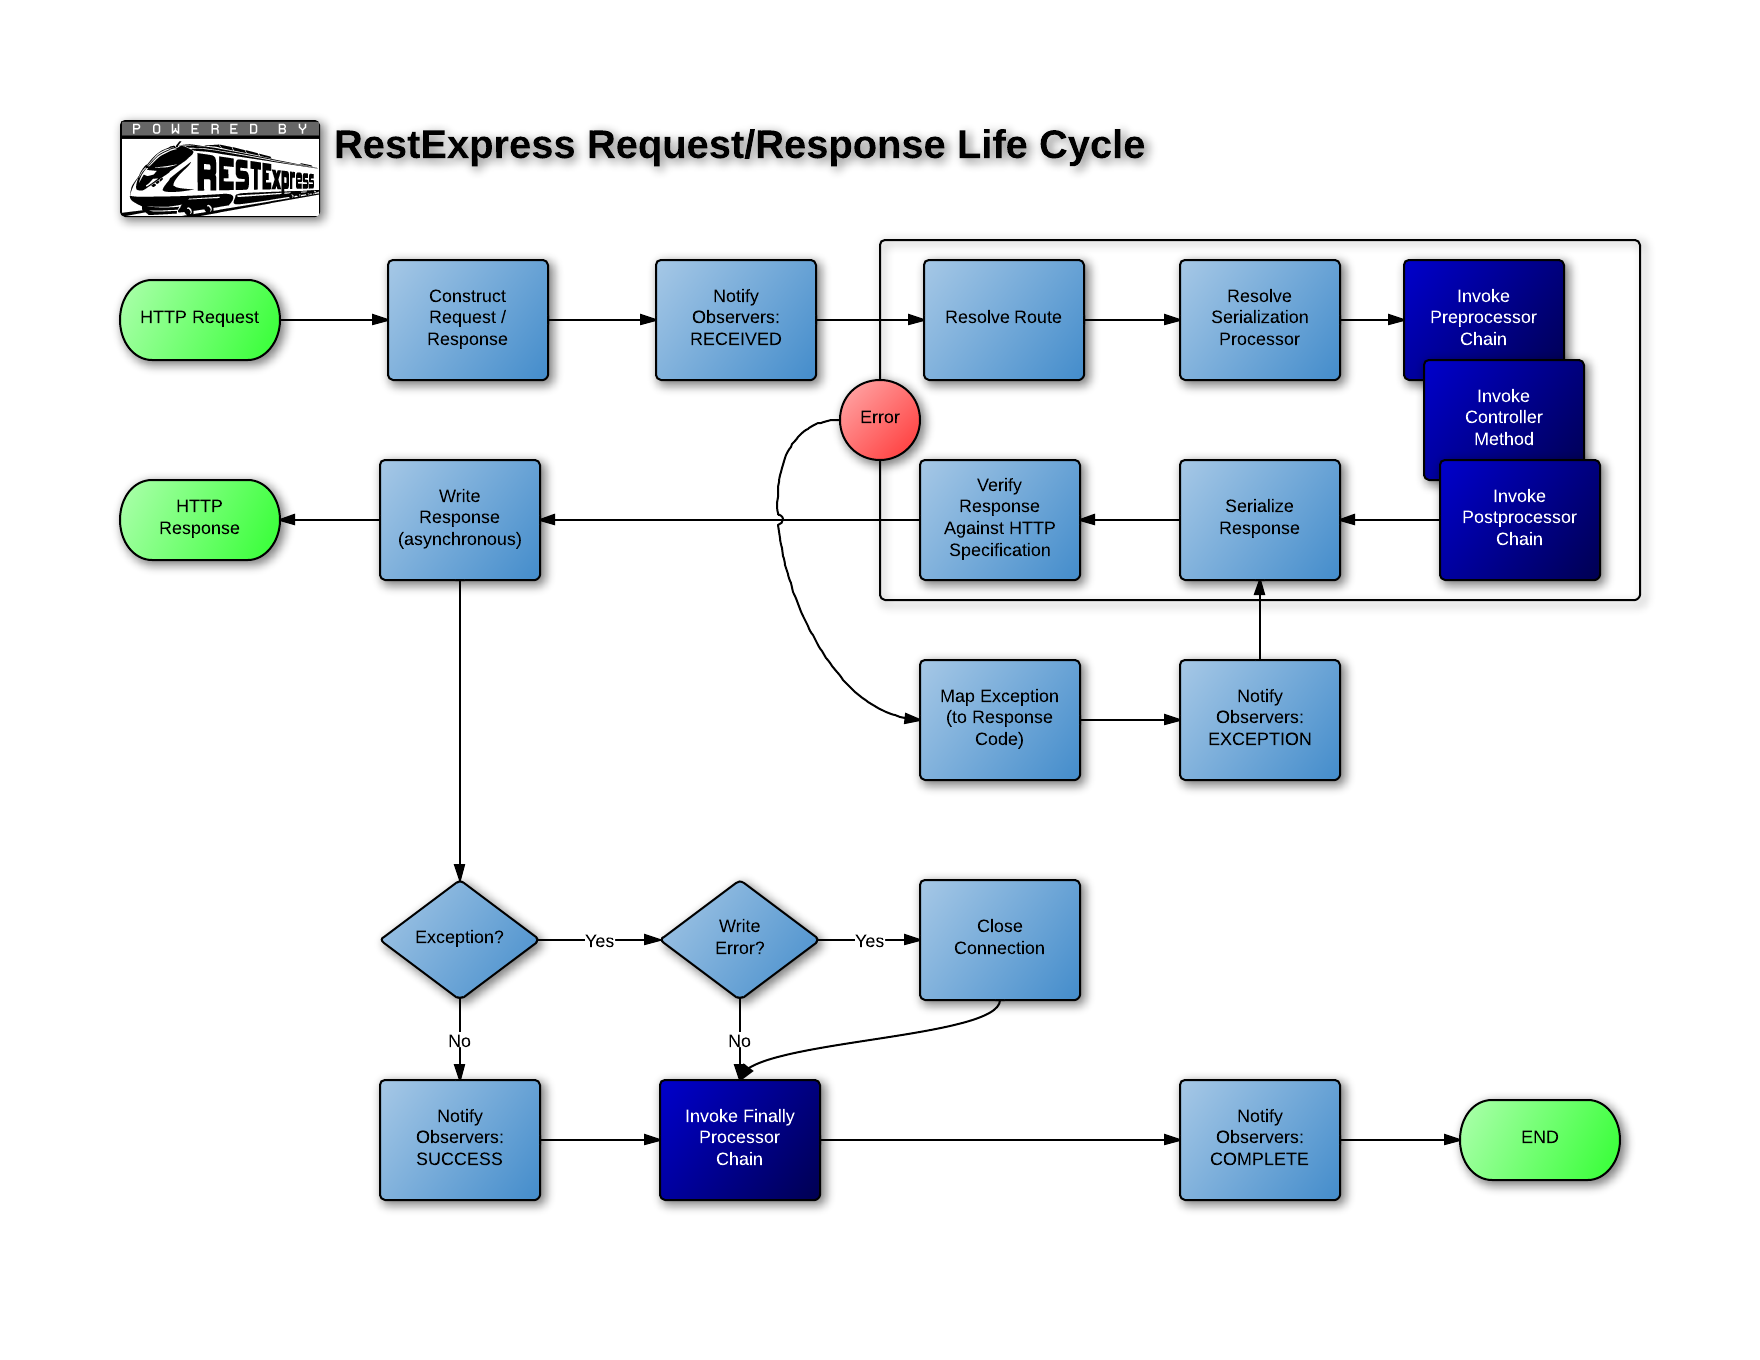 POWERED BY
RESTExpress
RestExpress Request/Response Life Cycle
HTTP Request
Construct
Request /
Response
Notify
Observers:
RECEIVED
Resolve Route
Resolve
Serialization
Processor
Invoke
Preprocessor
Chain
Invoke
Controller
Method
Error
HTTP
Response
Write
Response
(asynchronous)
Verify
Response
Against HTTP
Specification
Serialize
Response
Invoke
Postprocessor
Chain
Map Exception
(to Response
Code)
Notify
Observers:
EXCEPTION
Exception?
Yes
Write
Error?
Yes
Close
Connection
No
No
Notify
Observers:
SUCCESS
Invoke Finally
Processor
Chain
Notify
Observers:
COMPLETE
END